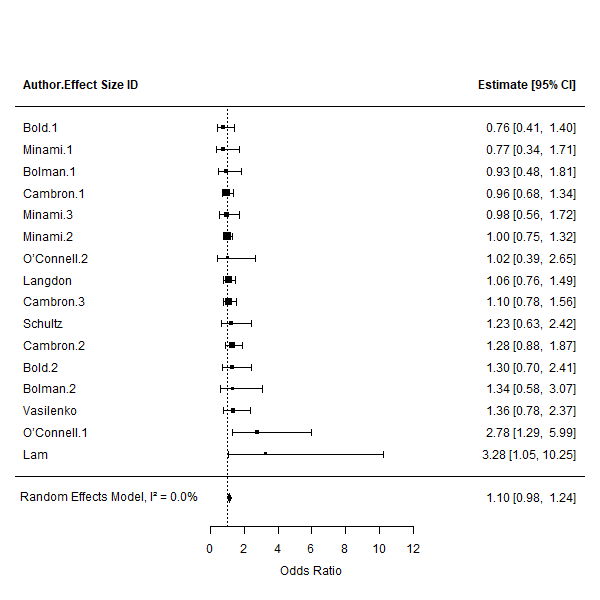 Author.Effect Size ID Estimate [95% CI]
Bold.1 0.76 [0.41, 1.40]
Minami.1 0.77 [0.34, 1.71]
Bolman.1 0.93 [0.48, 1.81]
Cambron.1 0.96 [0.68, 1.34]
Minami.3 0.98 [0.56, 1.72]
Minami.2 1.00 [0.75, 1.32]
O'Connell.2 1.02 [0.39, 2.65]
Langdon 1.06 [0.76, 1.49]
Cambron.3 1.10 [0.78, 1.56]
Schultz 1.23 [0.63, 2.42]
Cambron.2 1.28 [0.88, 1.87]
Bold.2 1.30 [0.70, 2.41]
Bolman.2 1.34 [0.58, 3.07]
Vasilenko 1.36 [0.78, 2.37]
O'Connell.1 2.78 [1.29, 5.99]
Lam 3.28 [1.05, 10.25]
Random Effects Model, I² = 0.0% 1.10 [0.98, 1.24]
0 2 4 6 8 10 12
Odds Ratio